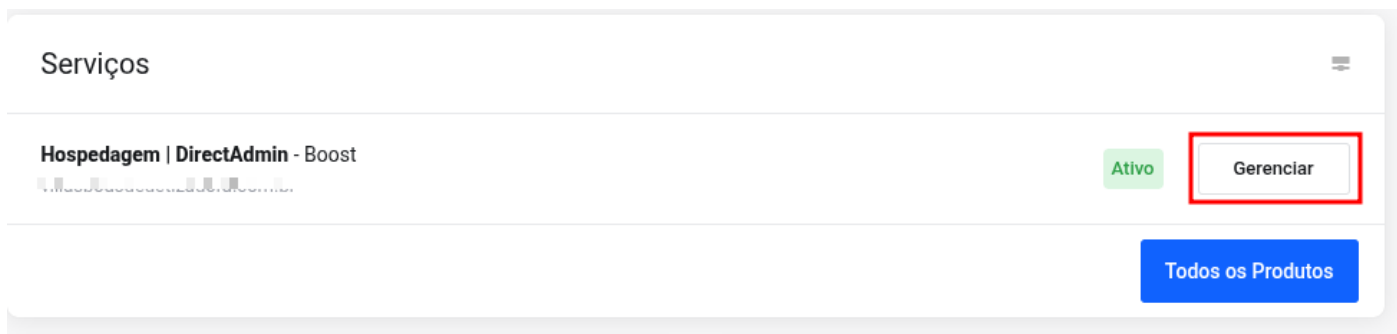 Serviços
Hospedagem | DirectAdmin - Boost
Ativo
Gerenciar
Todos os Produtos